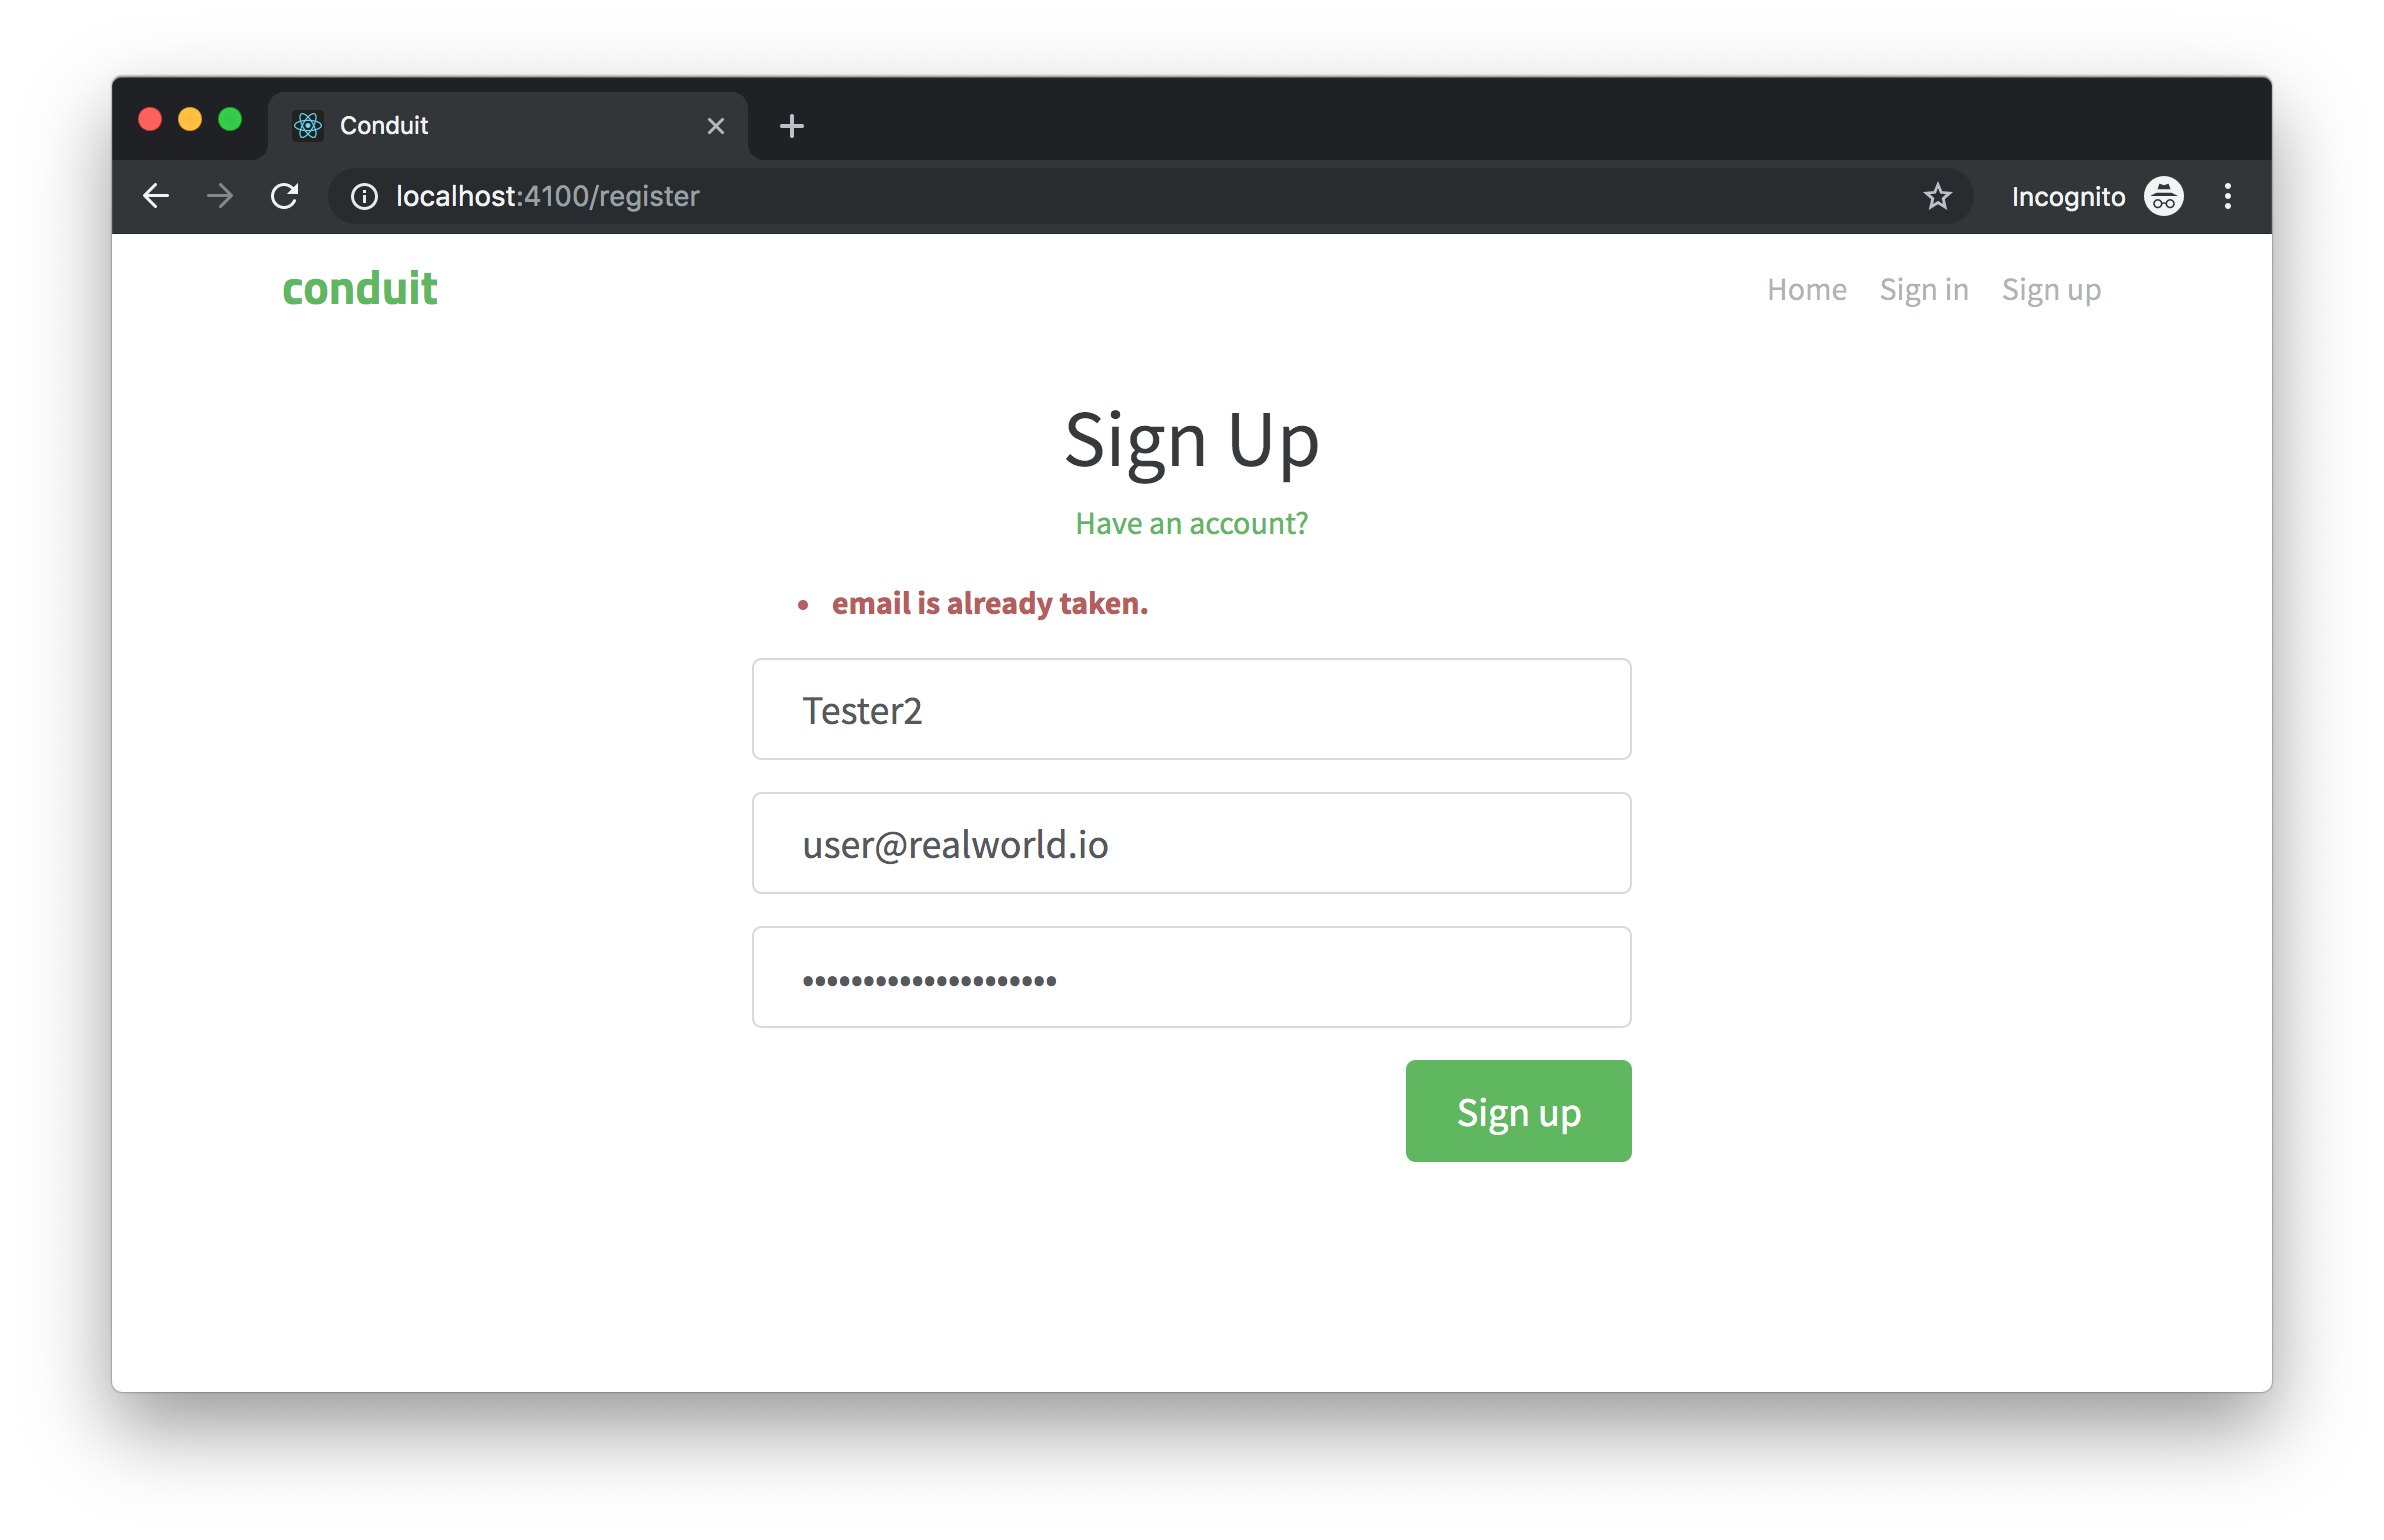 Conduit
localhost:4100/register
Incognito
conduit
Home Sign in Sign up
Sign Up
Have an account?
• email is already taken.
Tester2
user@realworld.io
•••••••••••••••••••••
Sign up